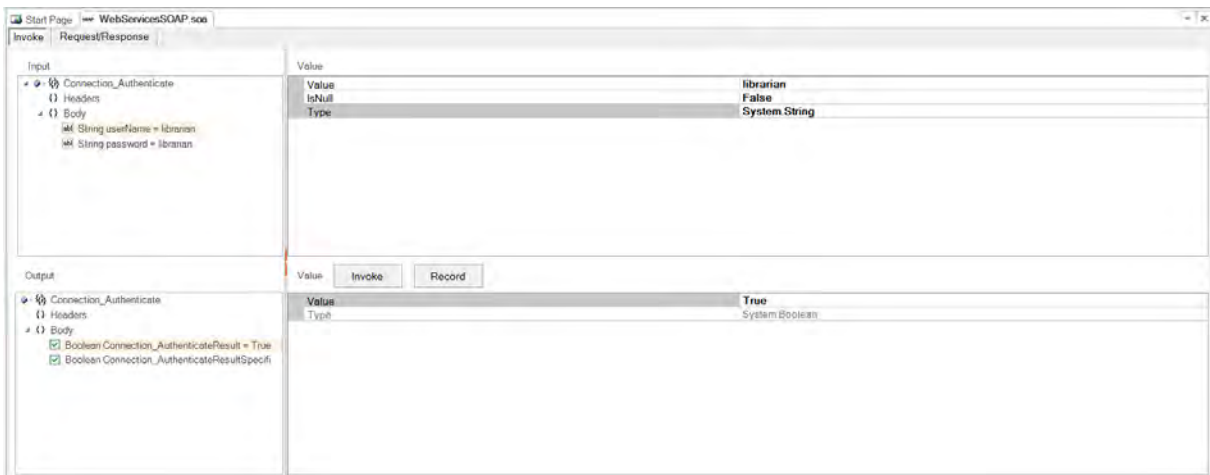 Start Page WebServicesSOAP.soa
Invoke Request/Response
Input Value
Connection_Authenticate
Headers
Body
String userName = librarian
String password = librarian
Value librarian
IsNull False
Type System.String
Output Value Invoke Record
Connection_Authenticate
Headers
Body
Boolean Connection_AuthenticateResult = True
Boolean Connection_AuthenticateResultSpecifi
Value True
Type System.Boolean